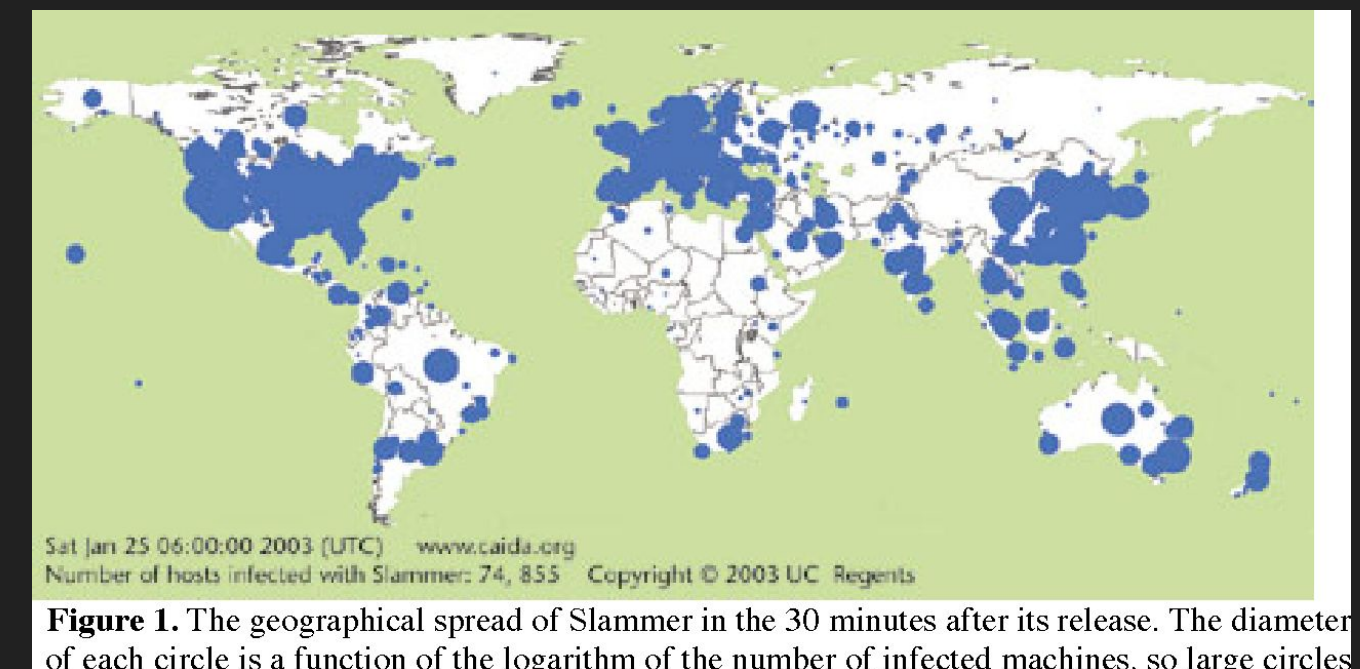 Sat Jan 25 06:00:00 2003 (UTC) www.caida.org
Number of hosts infected with Slammer: 74, 855 Copyright © 2003 UC Regents
Figure 1. The geographical spread of Slammer in the 30 minutes after its release. The diameter
of each circle is a function of the logarithm of the number of infected machines, so large circles